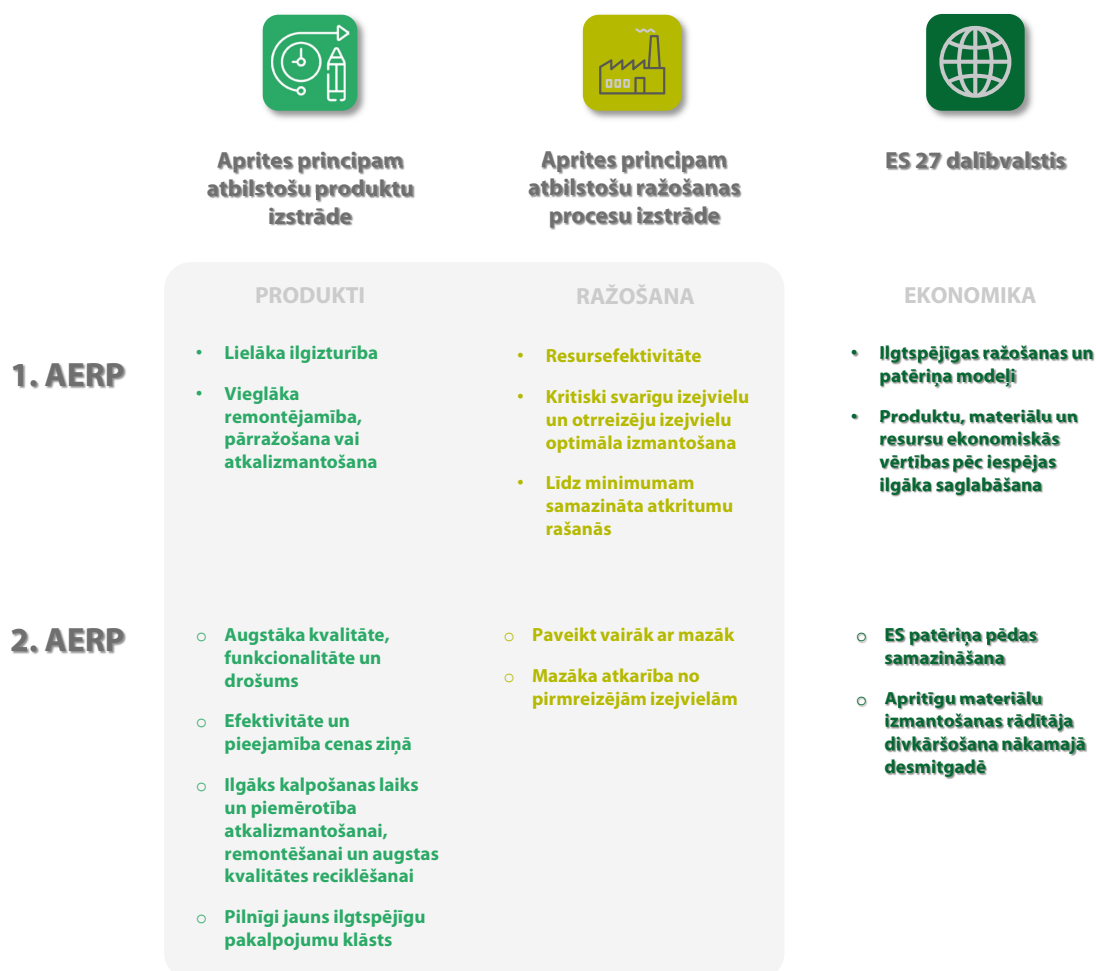 Aprites principam
atbilstošu produktu
izstrāde
Aprites principam
atbilstošu ražošanas
procesu izstrāde
ES 27 dalībvalstis
PRODUKTI
RAŽOŠANA
EKONOMIKA
1. AERP
• Lielāka ilgizturība
• Vieglāka
remontējamība,
pārražošana vai
atkalizmantošana
• Resursefektivitāte
• Kritiski svarīgu izejvielu
un otrreizēju izejvielu
optimāla izmantošana
• Līdz minimumam
samazināta atkritumu
rašanās
• Ilgtspējīgas ražošanas un
patēriņa modeļi
• Produktu, materiālu un
resursu ekonomiskās
vērtības pēc iespējas
ilgāka saglabāšana
2. AERP
o Augstāka kvalitāte,
funkcionalitāte un
drošums
o Efektivitāte un
pieejamība cenas ziņā
o Ilgāks kalpošanas laiks
un piemērotība
atkalizmantošanai,
remontēšanai un augstas
kvalitātes reciklēšanai
o Pilnīgi jauns ilgtspējīgu
pakalpojumu klāsts
o Paveikt vairāk ar mazāk
o Mazāka atkarība no
pirmreizējām izejvielām
o ES patēriņa pēdas
samazināšana
o Apritīgu materiālu
izmantošanas rādītāja
divkāršošana nākamajā
desmitgadē